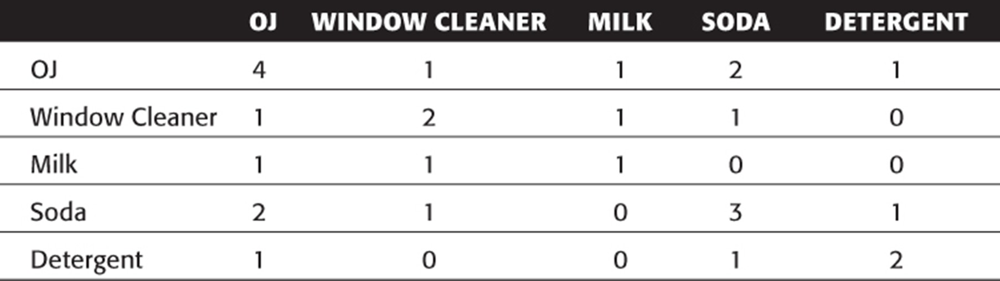 OJ WINDOW CLEANER MILK SODA DETERGENT
OJ 4 1 1 2 1
Window Cleaner 1 2 1 1 0
Milk 1 1 1 0 0
Soda 2 1 0 3 1
Detergent 1 0 0 1 2